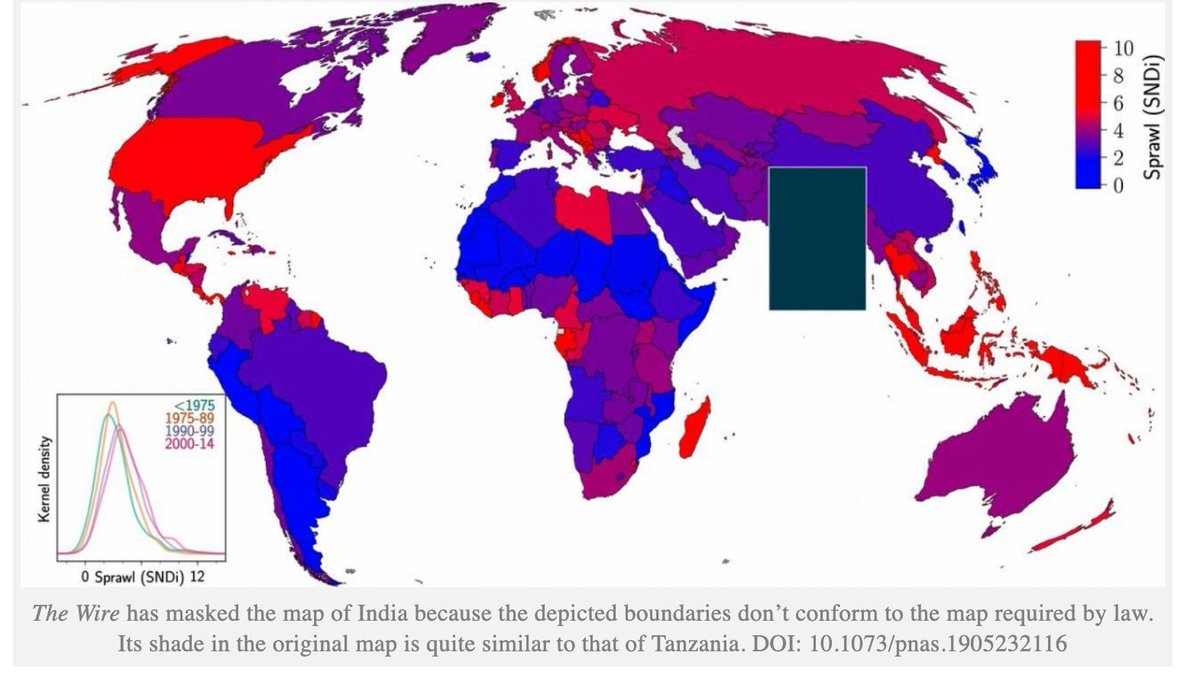 10
8
6
4
2
0
Sprawl (SNDi)
<1975
1975-89
1990-99
2000-14
Kernel density
0 Sprawl (SNDi) 12
The Wire has masked the map of India because the depicted boundaries don’t conform to the map required by law.
Its shade in the original map is quite similar to that of Tanzania. DOI: 10.1073/pnas.1905232116